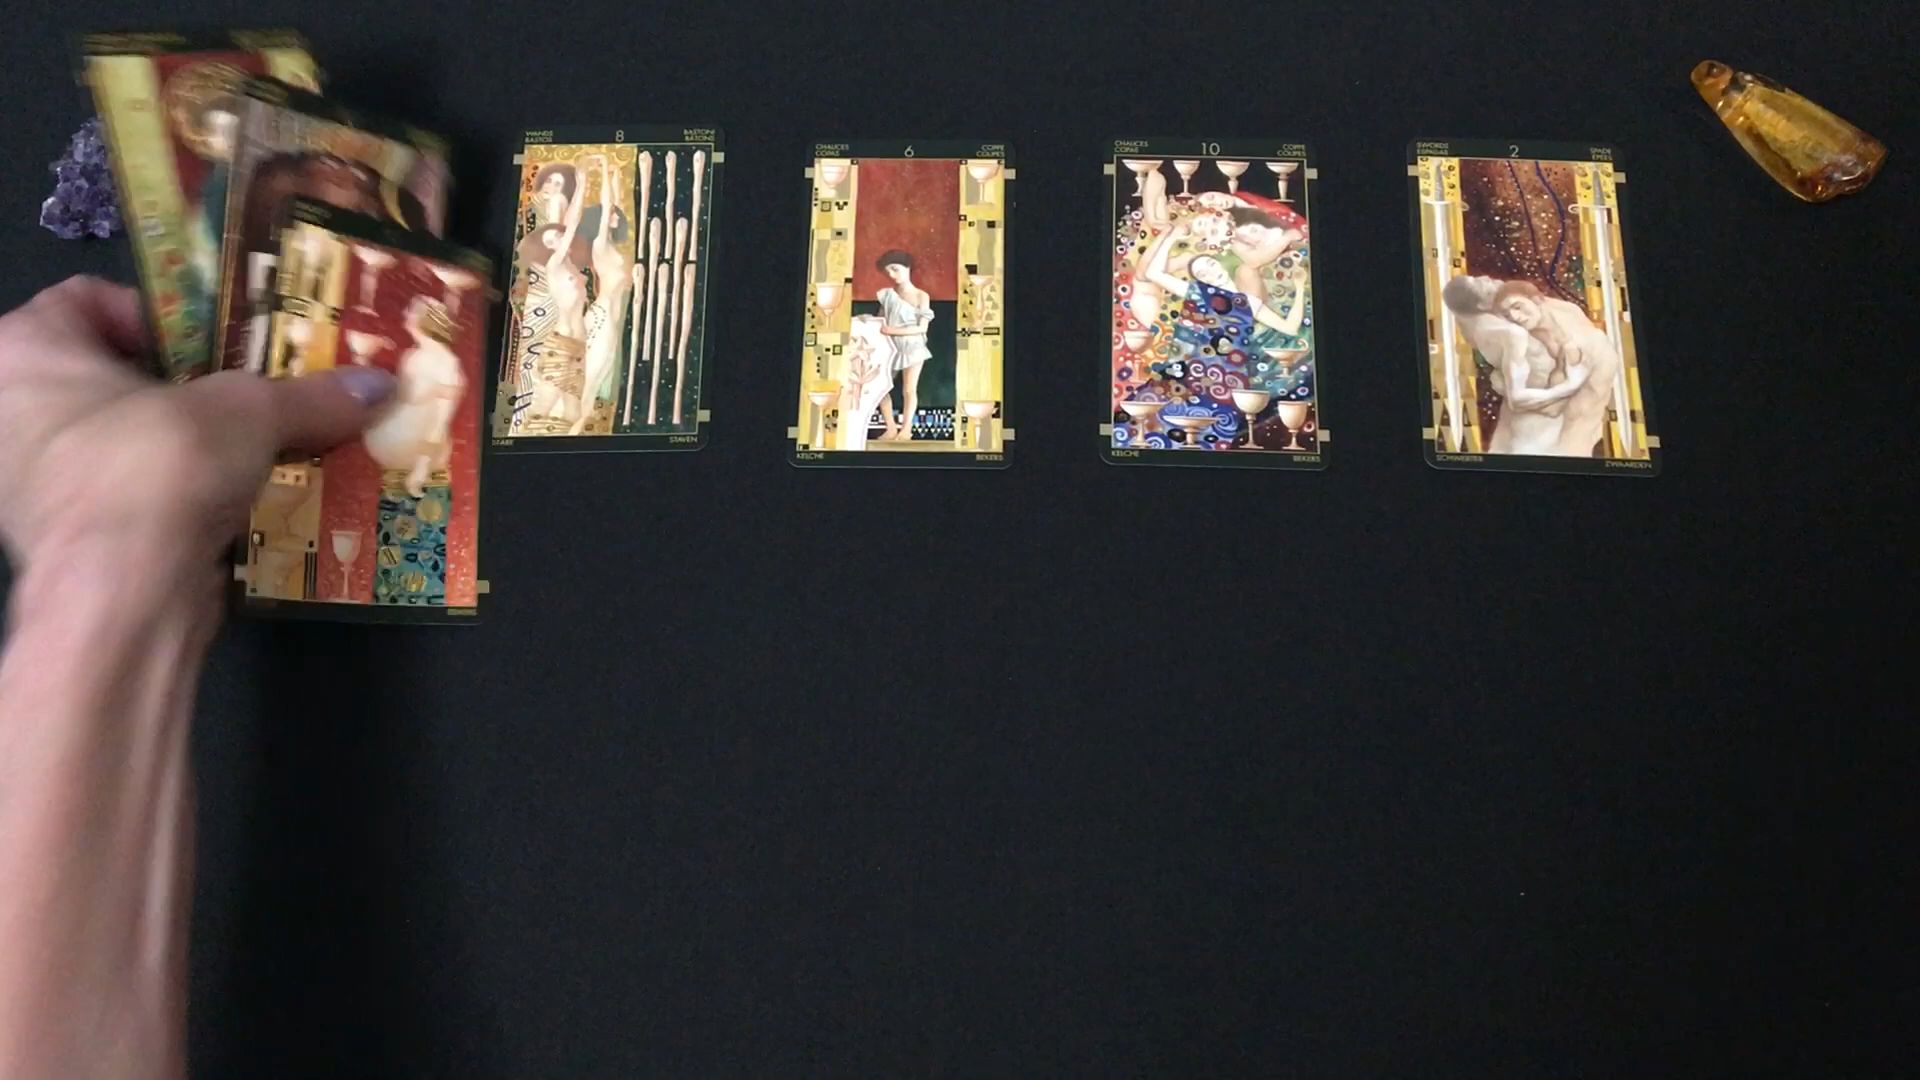 WANDS
BASTOS
8
BASTONI
BÂTONS
STÄBE
STAVEN
CHALICES
COPAS
6
COPPE
COUPES
KELCHE
BEKERS
CHALICES
COPAS
10
COPPE
COUPES
KELCHE
BEKERS
SWORDS
ESPADAS
2
SPADE
EPEES
SCHWERTER
ZWAARDEN